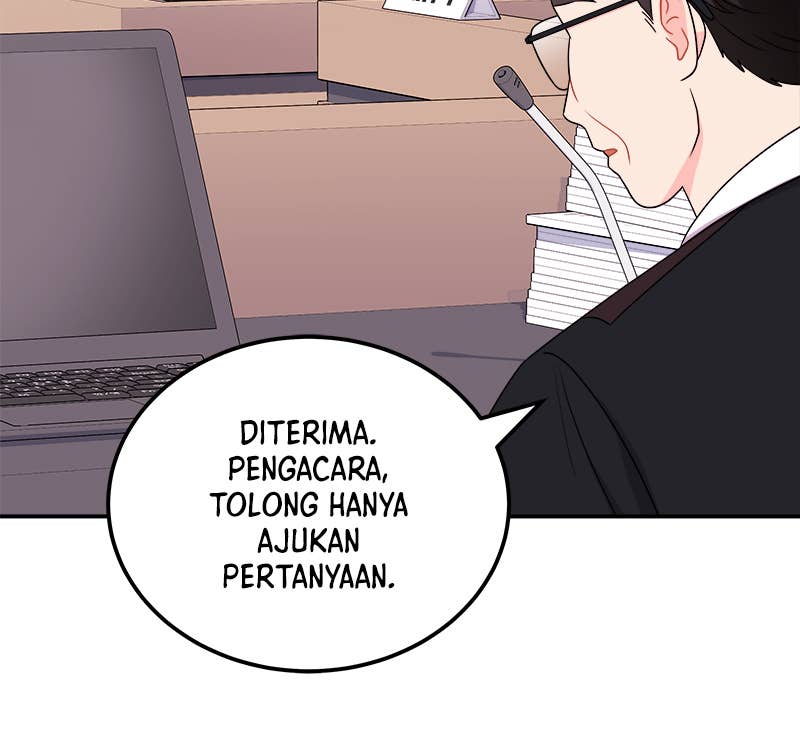 DITERIMA.
PENGACARA,
TOLONG HANYA
AJUKAN
PERTANYAAN.